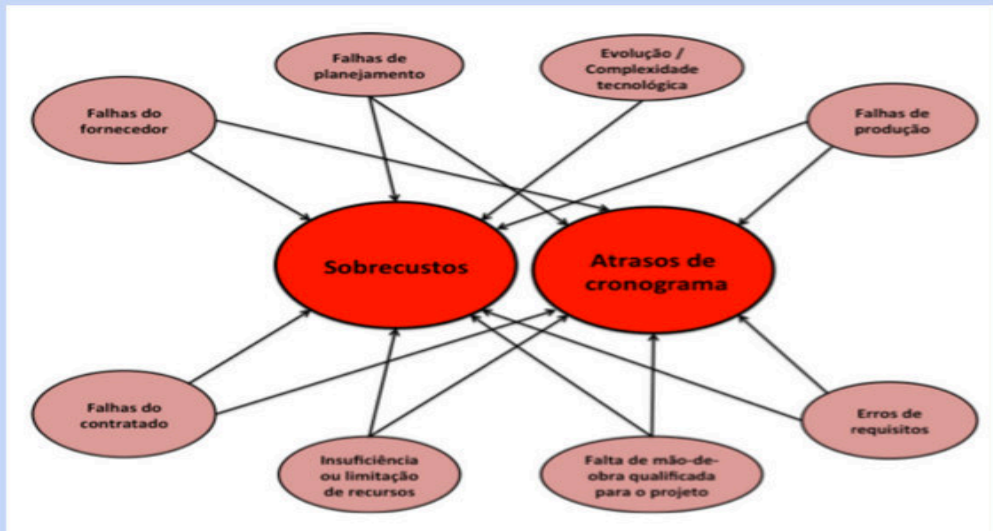 Falhas de
planejamento
Evolução /
Complexidade
tecnológica
Falhas do
fornecedor
Falhas de
produção
Sobrecustos
Atrasos de
cronograma
Falhas do
contratado
Insuficiência
ou limitação
de recursos
Falta de mão-de-
obra qualificada
para o projeto
Erros de
requisitos